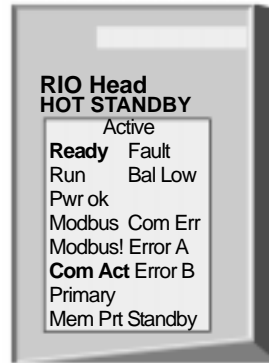 RIO Head
HOT STANDBY
Active
Ready Fault
Run Bal Low
Pwr ok
Modbus Com Err
Modbus! Error A
Com Act Error B
Primary
Mem Prt Standby